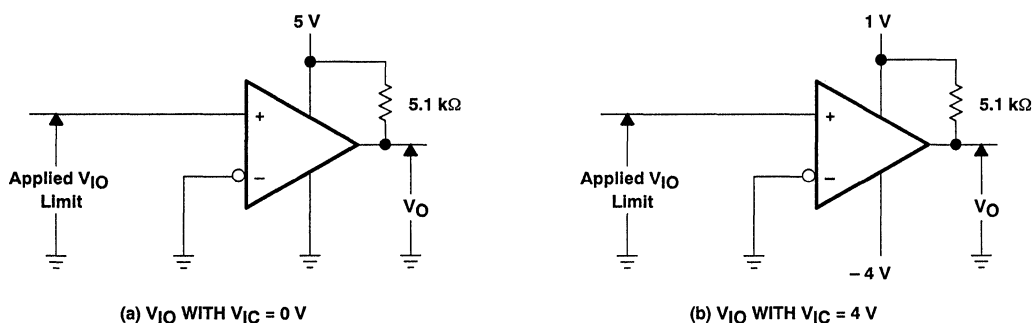 5 V
5.1 kΩ
+
–
Applied VIO
Limit
VO
(a) VIO WITH VIC = 0 V
1 V
5.1 kΩ
+
–
Applied VIO
Limit
VO
– 4 V
(b) VIO WITH VIC = 4 V